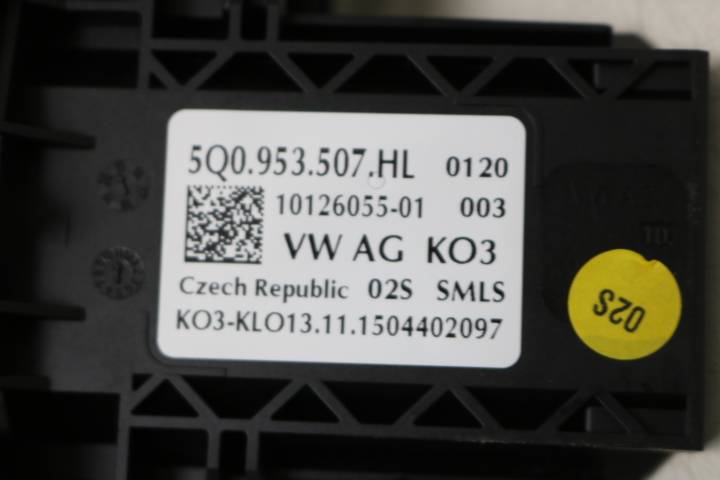 5Q0.953.507.HL 0120
10126055-01 003
VW AG KO3
Czech Republic 02S SMLS
KO3-KLO13.11.1504402097
02S